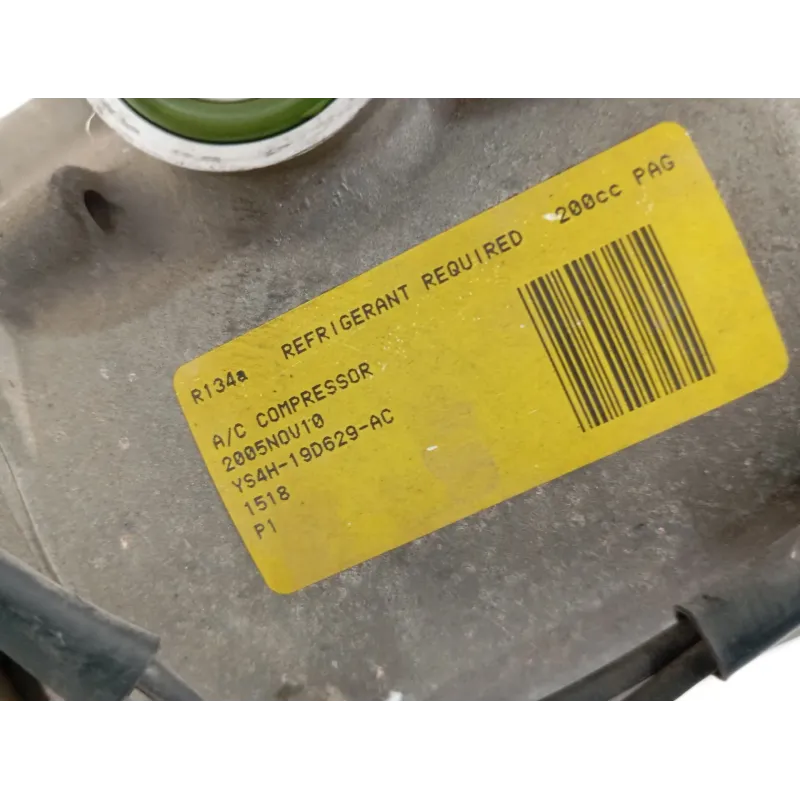 R134a REFRIGERANT REQUIRED 200cc PAG
A/C COMPRESSOR
2005NOV10
YS4H-19D629-AC
1518
P1